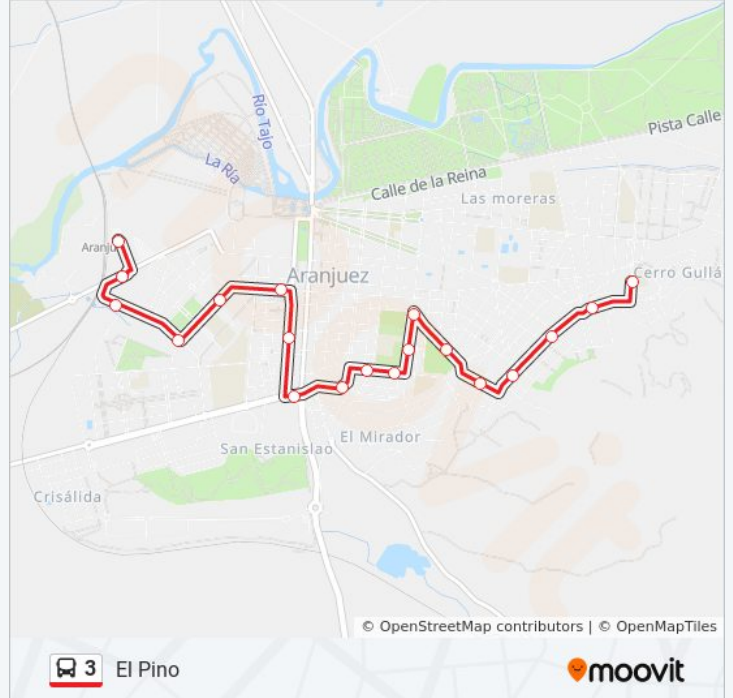 Río Tajo
La Ría
Pista Calle
Calle de la Reina
Las moreras
Aranju
Aranjuez
Cerro Gullá
San Estanislao
El Mirador
Crisálida
© OpenStreetMap contributors | © OpenMapTiles
3 El Pino
moovit